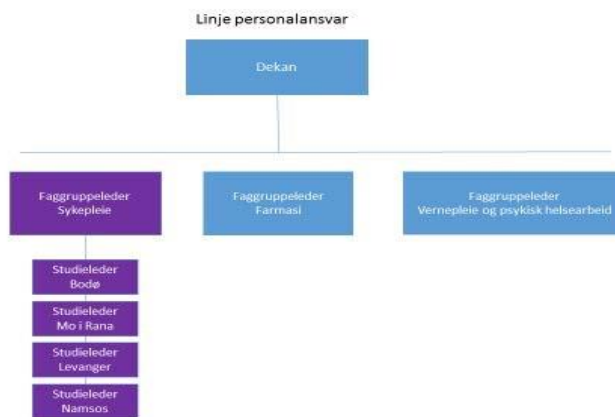 Linje personalansvar
Dekan
Faggruppeleder
Sykepleie
Faggruppeleder
Farmasi
Faggruppeleder
Vernepleie og psykisk helsearbeid
Studieleder
Bodø
Studieleder
Mo i Rana
Studieleder
Levanger
Studieleder
Namsos